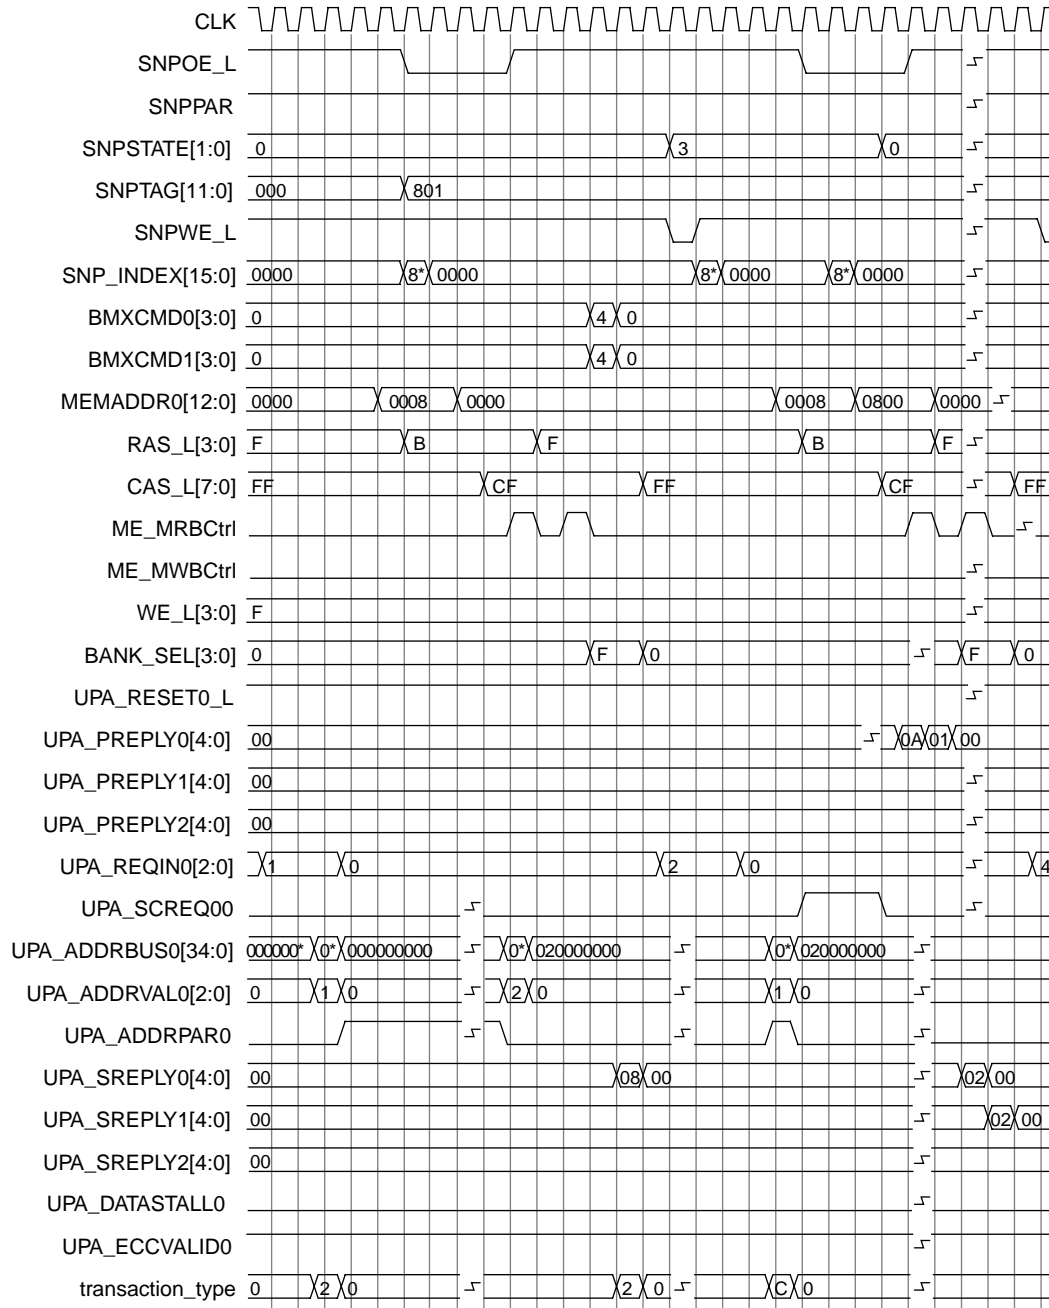 CLK
SNPOE_L
SNPPAR
SNPSTATE[1:0] 0 3 0
SNPTAG[11:0] 000 801
SNPWE_L
SNP_INDEX[15:0] 0000 8* 0000 8* 0000 8* 0000
BMXCMD0[3:0] 0 4 0
BMXCMD1[3:0] 0 4 0
MEMADDR0[12:0] 0000 0008 0000 0008 0800 0000
RAS_L[3:0] F B F B F
CAS_L[7:0] FF CF FF CF FF
ME_MRBCtrl
ME_MWBCtrl
WE_L[3:0] F
BANK_SEL[3:0] 0 F 0 F 0
UPA_RESET0_L
UPA_PREPLY0[4:0] 00 0A 01 00
UPA_PREPLY1[4:0] 00
UPA_PREPLY2[4:0] 00
UPA_REQIN0[2:0] 1 0 2 0 4
UPA_SCREQ00
UPA_ADDRBUS0[34:0] 000000* 0* 000000000 0* 020000000 0* 020000000
UPA_ADDRVAL0[2:0] 0 1 0 2 0 1 0
UPA_ADDRPAR0
UPA_SREPLY0[4:0] 00 08 00 02 00
UPA_SREPLY1[4:0] 00 02 00
UPA_SREPLY2[4:0] 00
UPA_DATASTALL0
UPA_ECCVALID0
transaction_type 0 2 0 2 0 C 0